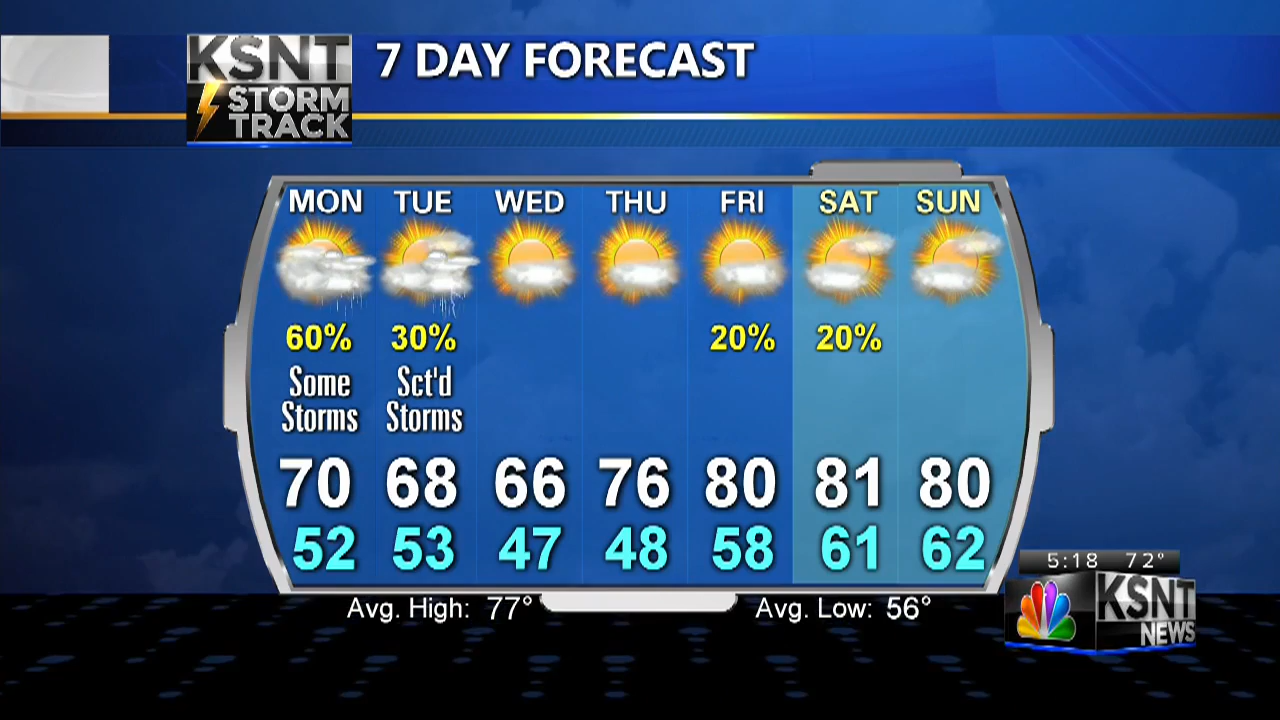 KSNT
STORM
TRACK
7 DAY FORECAST
MON TUE WED THU FRI SAT SUN
60% 30% 20% 20%
Some Sct'd
Storms Storms
70 68 66 76 80 81 80
52 53 47 48 58 61 62
Avg. High: 77° Avg. Low: 56°
5:18 72°
KSNT
NEWS